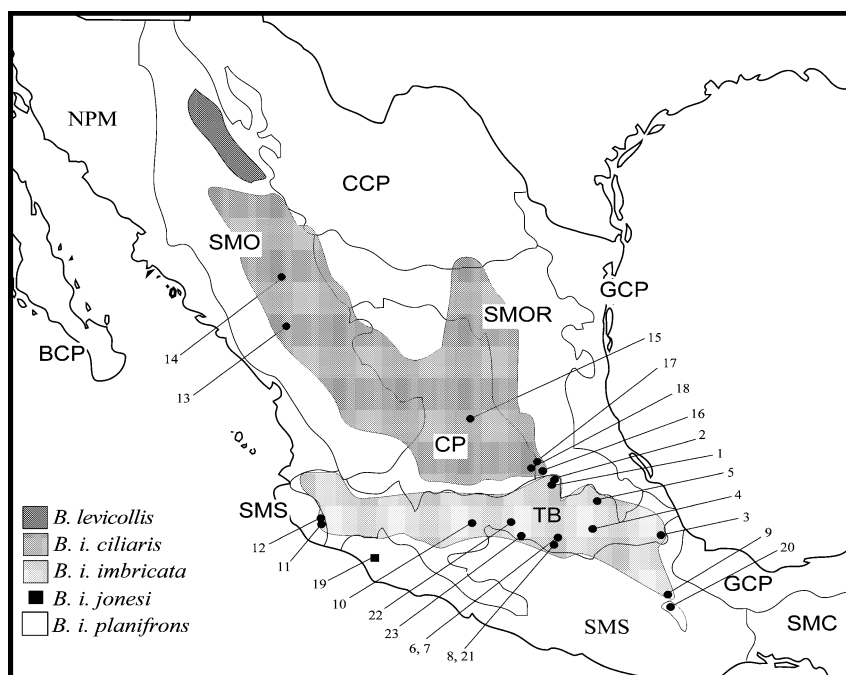 NPM
CCP
SMO
GCP
SMOR
BCP
14
13
15
17
18
16
2
1
5
4
3
9
20
CP
SMS
TB
12
11
19
10
22
23
6, 7
8, 21
GCP
SMS
SMC
B. levicollis
B. i. ciliaris
B. i. imbricata
B. i. jonesi
B. i. planifrons